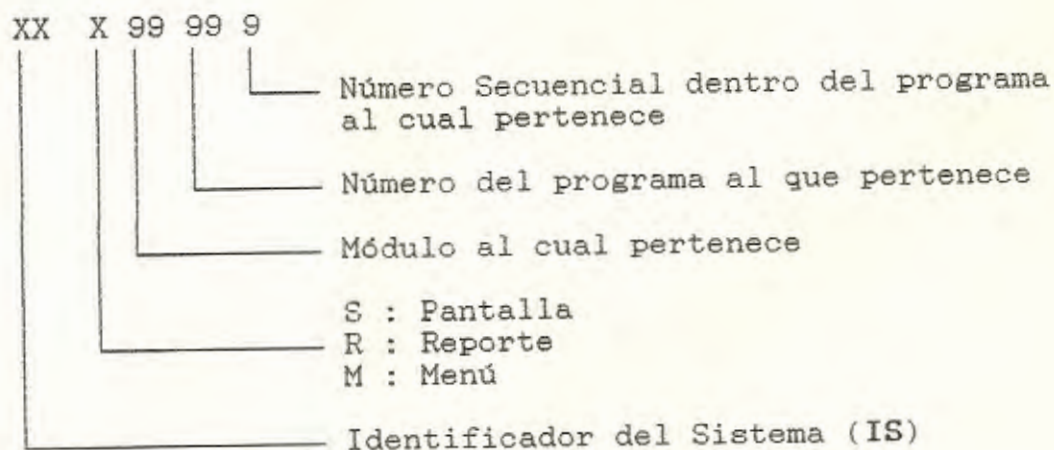 XX X 99 99 9
Número Secuencial dentro del programa
al cual pertenece
Número del programa al que pertenece
Módulo al cual pertenece
S : Pantalla
R : Reporte
M : Menú
Identificador del Sistema (IS)